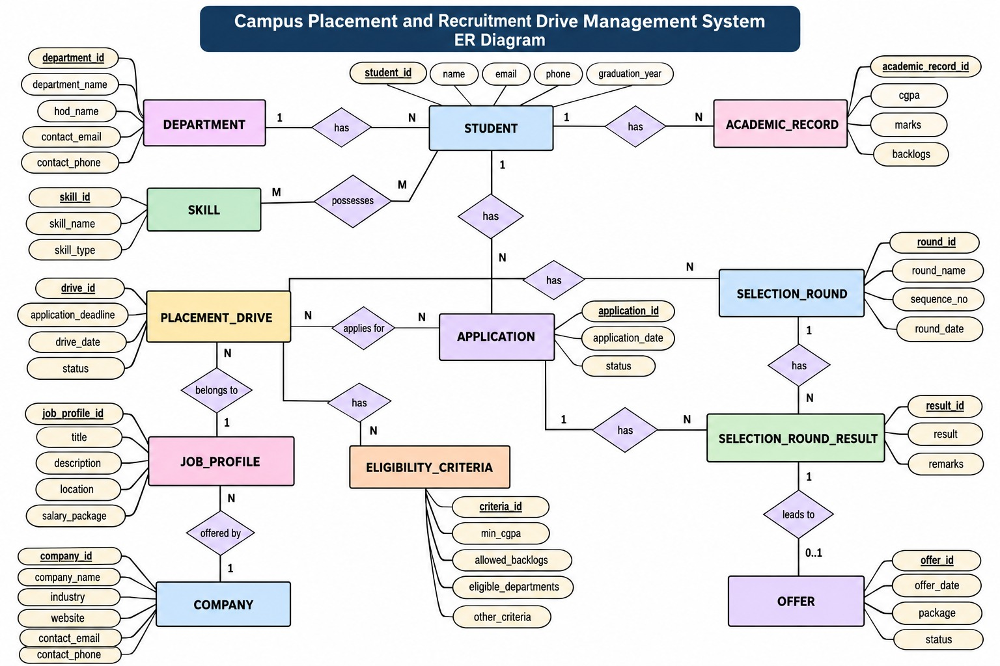 Campus Placement and Recruitment Drive Management System
ER Diagram
department_id
department_name
hod_name
contact_email
contact_phone
DEPARTMENT
1
has
N
student_id
name
email
phone
graduation_year
STUDENT
1
has
N
ACADEMIC_RECORD
academic_record_id
cgpa
marks
backlogs
skill_id
skill_name
skill_type
SKILL
M
possesses
M
1
has
N
drive_id
application_deadline
drive_date
status
PLACEMENT_DRIVE
has
N
SELECTION_ROUND
round_id
round_name
sequence_no
round_date
N
applies for
N
APPLICATION
application_id
application_date
status
N
belongs to
1
has
N
1
has
N
1
has
N
job_profile_id
title
description
location
salary_package
JOB_PROFILE
ELIGIBILITY_CRITERIA
criteria_id
min_cgpa
allowed_backlogs
eligible_departments
other_criteria
SELECTION_ROUND_RESULT
result_id
result
remarks
N
offered by
1
1
leads to
0..1
company_id
company_name
industry
website
contact_email
contact_phone
COMPANY
OFFER
offer_id
offer_date
package
status